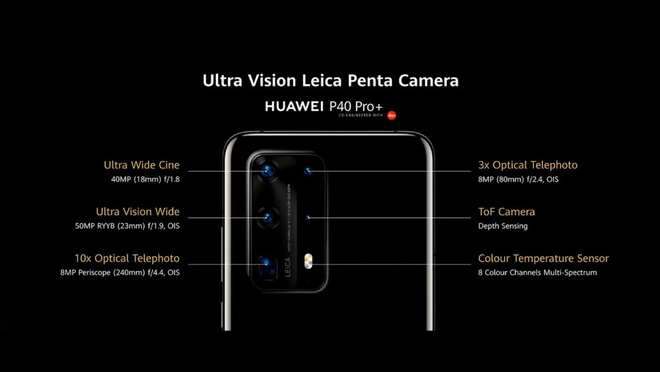 Ultra Vision Leica Penta Camera
HUAWEI P40 Pro+
CO-ENGINEERED WITH
Ultra Wide Cine
40MP (18mm) f/1.8
Ultra Vision Wide
50MP RYYB (23mm) f/1.9, OIS
10x Optical Telephoto
8MP Periscope (240mm) f/4.4, OIS
LEICA
3x Optical Telephoto
8MP (80mm) f/2.4, OIS
ToF Camera
Depth Sensing
Colour Temperature Sensor
8 Colour Channels Multi-Spectrum